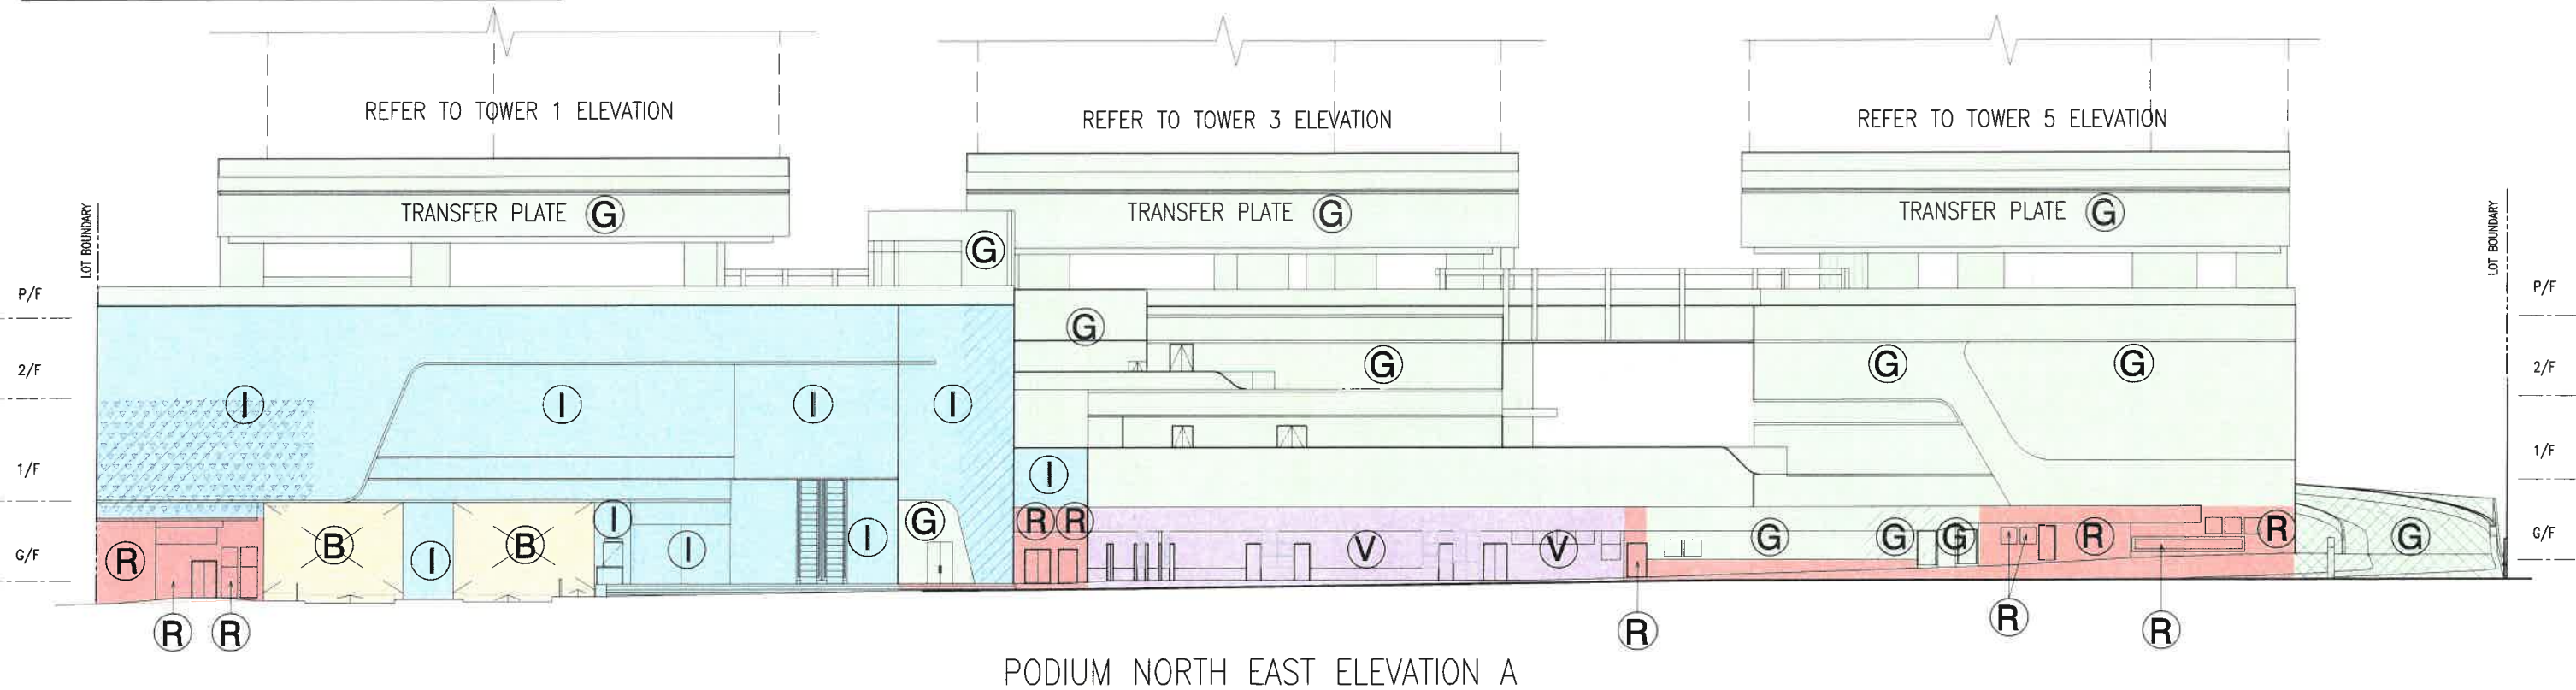 REFER TO TOWER 1 ELEVATION
REFER TO TOWER 3 ELEVATION
REFER TO TOWER 5 ELEVATION
TRANSFER PLATE G
TRANSFER PLATE G
TRANSFER PLATE G
LOT BOUNDARY
LOT BOUNDARY
G
P/F
P/F
G
2/F
G
G
G
2/F
I
I
I
I
1/F
I
1/F
G/F
R
B
I
B
I
I
I
G
R R
V
V
G
G
G
R
R
G
G/F
R
R
R
R
R
PODIUM NORTH EAST ELEVATION A